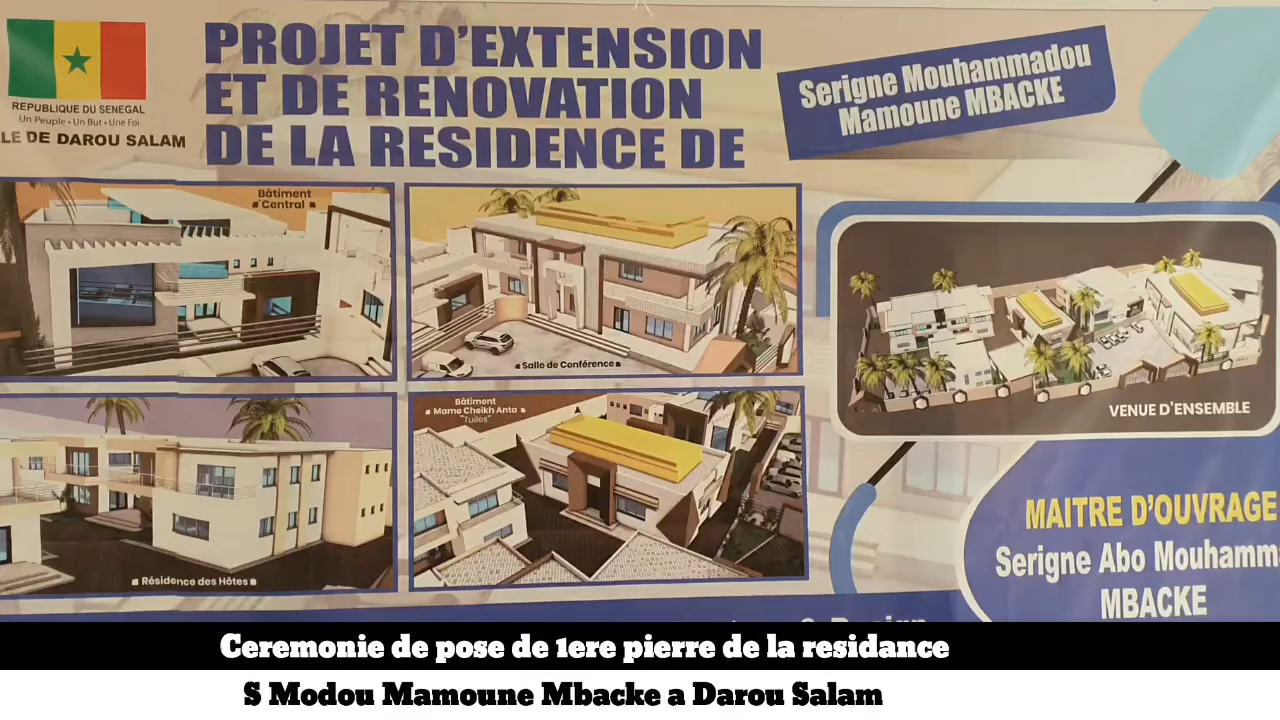 PROJET D'EXTENSION
ET DE RENOVATION
DE LA RESIDENCE DE
Serigne Mouhammadou
Mamoune MBACKE
REPUBLIQUE DU SENEGAL
Un Peuple • Un But • Une Foi
LE DE DAROU SALAM
Bâtiment
Central
Salle de Conférence
Résidence des Hôtes
Bâtiment
Mame Cheikh Anta
"Tuiles"
VENUE D'ENSEMBLE
MAITRE D'OUVRAGE
Serigne Abo Mouhamm
MBACKE
Ceremonie de pose de 1ere pierre de la residance
S Modou Mamoune Mbacke a Darou Salam